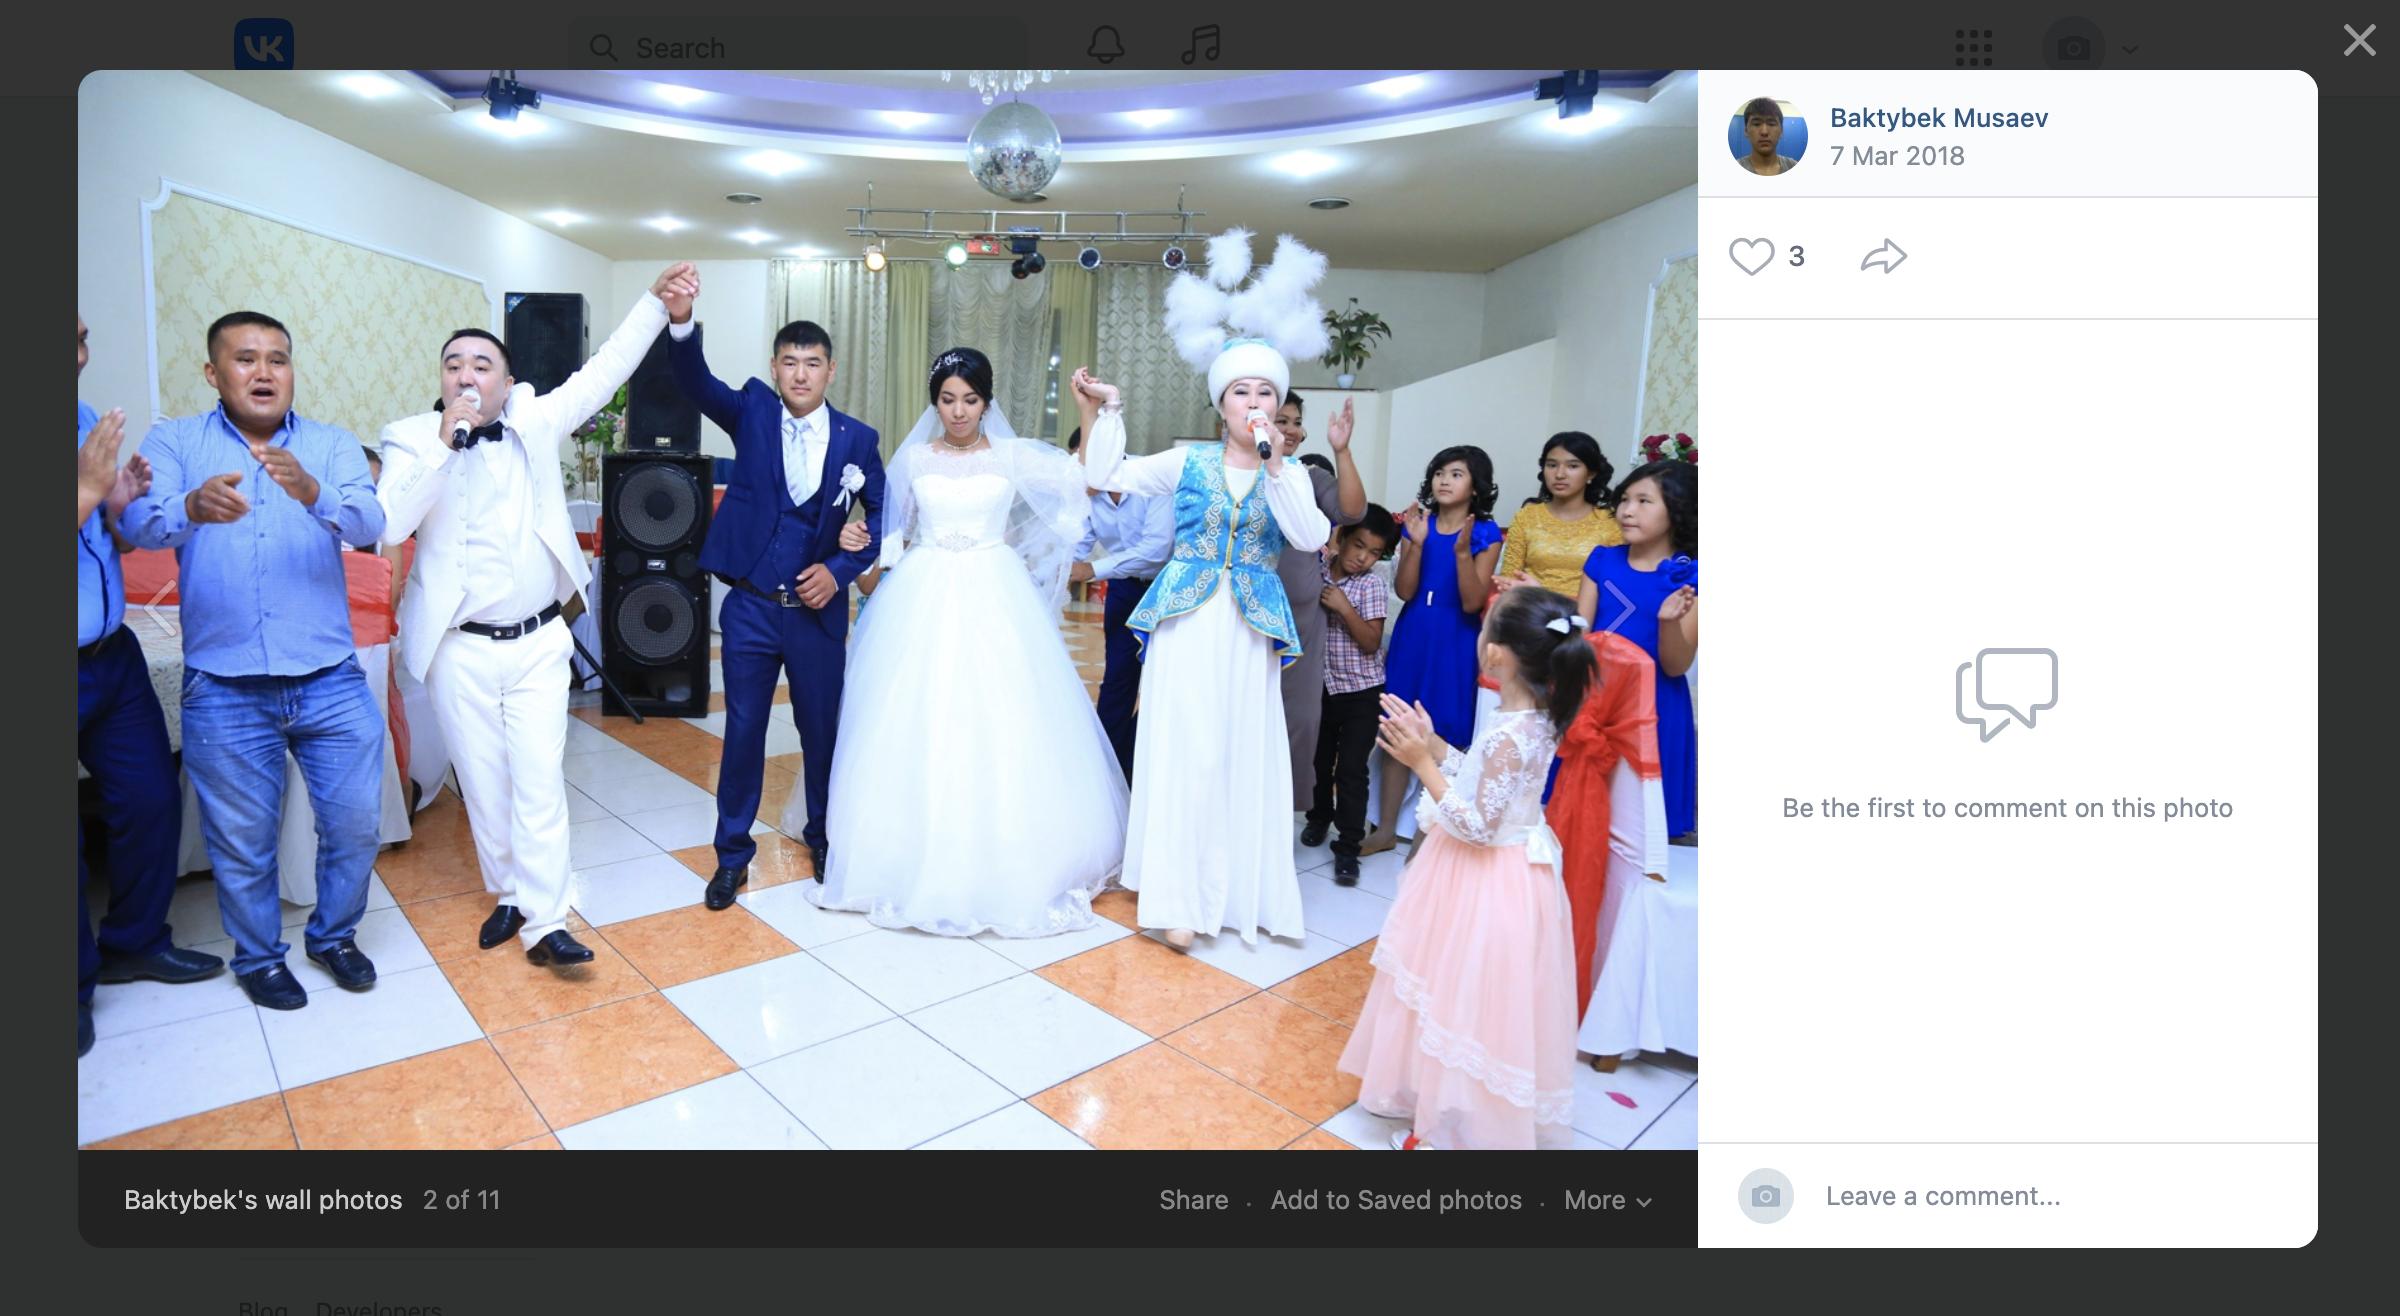 VK
Search
Baktybek Musaev
7 Mar 2018
3
Be the first to comment on this photo
Baktybek's wall photos 2 of 11
Share · Add to Saved photos · More
Leave a comment...
Blog Developers